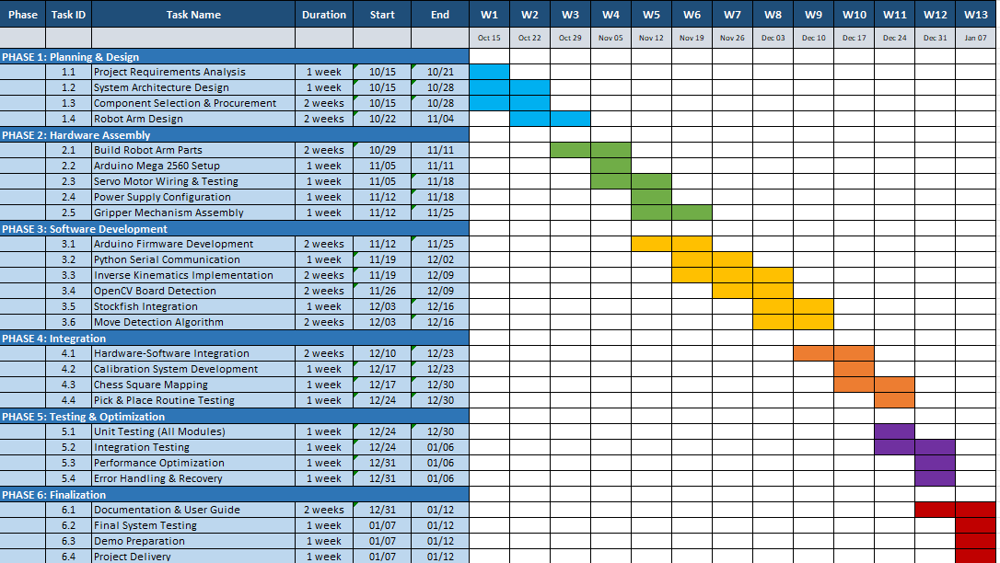 Phase Task ID Task Name Duration Start End W1 W2 W3 W4 W5 W6 W7 W8 W9 W10 W11 W12 W13
Oct 15 Oct 22 Oct 29 Nov 05 Nov 12 Nov 19 Nov 26 Dec 03 Dec 10 Dec 17 Dec 24 Dec 31 Jan 07
PHASE 1: Planning & Design
1.1 Project Requirements Analysis 1 week 10/15 10/21
1.2 System Architecture Design 1 week 10/15 10/28
1.3 Component Selection & Procurement 2 weeks 10/15 10/28
1.4 Robot Arm Design 2 weeks 10/22 11/04
PHASE 2: Hardware Assembly
2.1 Build Robot Arm Parts 2 weeks 10/29 11/11
2.2 Arduino Mega 2560 Setup 1 week 11/05 11/11
2.3 Servo Motor Wiring & Testing 1 week 11/05 11/18
2.4 Power Supply Configuration 1 week 11/12 11/18
2.5 Gripper Mechanism Assembly 1 week 11/12 11/25
PHASE 3: Software Development
3.1 Arduino Firmware Development 2 weeks 11/12 11/25
3.2 Python Serial Communication 1 week 11/19 12/02
3.3 Inverse Kinematics Implementation 2 weeks 11/19 12/09
3.4 OpenCV Board Detection 2 weeks 11/26 12/09
3.5 Stockfish Integration 1 week 12/03 12/16
3.6 Move Detection Algorithm 2 weeks 12/03 12/16
PHASE 4: Integration
4.1 Hardware-Software Integration 2 weeks 12/10 12/23
4.2 Calibration System Development 1 week 12/17 12/23
4.3 Chess Square Mapping 1 week 12/17 12/30
4.4 Pick & Place Routine Testing 1 week 12/24 12/30
PHASE 5: Testing & Optimization
5.1 Unit Testing (All Modules) 1 week 12/24 12/30
5.2 Integration Testing 1 week 12/24 01/06
5.3 Performance Optimization 1 week 12/31 01/06
5.4 Error Handling & Recovery 1 week 12/31 01/06
PHASE 6: Finalization
6.1 Documentation & User Guide 2 weeks 12/31 01/12
6.2 Final System Testing 1 week 01/07 01/12
6.3 Demo Preparation 1 week 01/07 01/12
6.4 Project Delivery 1 week 01/07 01/12